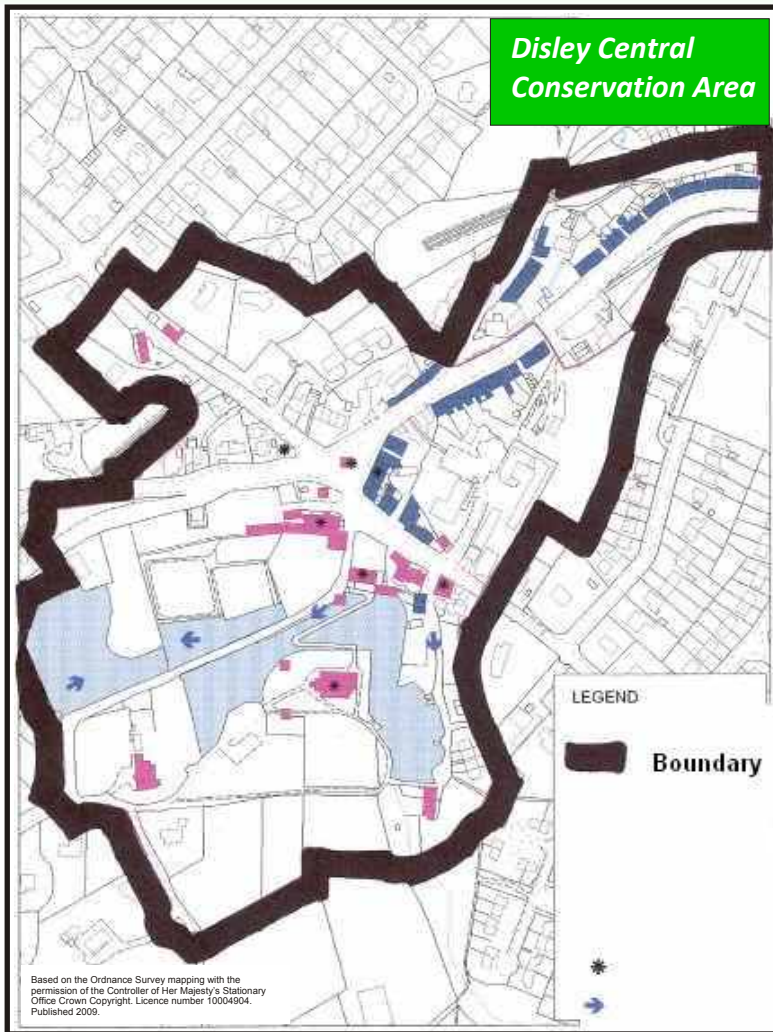 Disley Central
Conservation Area
LEGEND
Boundary
Based on the Ordnance Survey mapping with the
permission of the Controller of Her Majesty's Stationary
Office Crown Copyright. Licence number 10004904.
Published 2009.